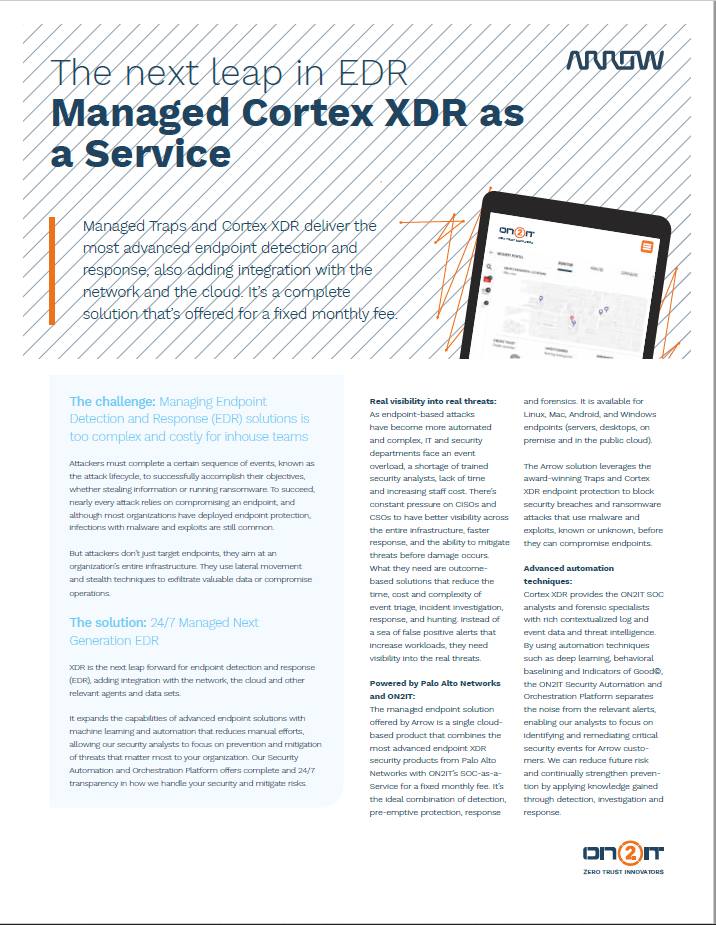 The next leap in EDR
Managed Cortex XDR as
a Service
ARROW
Managed Traps and Cortex XDR deliver the
most advanced endpoint detection and
response, also adding integration with the
network and the cloud. It's a complete
solution that's offered for a fixed monthly fee.
ON2IT
The challenge: Managing Endpoint
Detection and Response (EDR) solutions is
too complex and costly for inhouse teams
Attackers must complete a certain sequence of events, known as
the attack lifecycle, to successfully accomplish their objectives,
whether stealing information or running ransomware. To succeed,
nearly every attack relies on compromising an endpoint, and
although most organizations have deployed endpoint protection,
infections with malware and exploits are still common.
But attackers don't just target endpoints, they aim at an
organization's entire infrastructure. They use lateral movement
and stealth techniques to exfiltrate valuable data or compromise
operations.
The solution: 24/7 Managed Next
Generation EDR
XDR is the next leap forward for endpoint detection and response
(EDR), adding integration with the network, the cloud and other
relevant agents and data sets.
It expands the capabilities of advanced endpoint solutions with
machine learning and automation that reduces manual efforts,
allowing our security analysts to focus on prevention and mitigation
of threats that matter most to your organization. Our Security
Automation and Orchestration Platform offers complete and 24/7
transparency in how we handle your security and mitigate risks.
Real visibility into real threats:
As endpoint-based attacks
have become more automated
and complex, IT and security
departments face an event
overload, a shortage of trained
security analysts, lack of time
and increasing staff cost. There's
constant pressure on CISOs and
CSOs to have better visibility across
the entire infrastructure, faster
response, and the ability to mitigate
threats before damage occurs.
What they need are outcome-
based solutions that reduce the
time, cost and complexity of
event triage, incident investigation,
response, and hunting. Instead of
a sea of false positive alerts that
increase workloads, they need
visibility into the real threats.
Powered by Palo Alto Networks
and ON2IT:
The managed endpoint solution
offered by Arrow is a single cloud-
based product that combines the
most advanced endpoint XDR
security products from Palo Alto
Networks with ON2IT's SOC-as-a-
Service for a fixed monthly fee. It's
the ideal combination of detection,
pre-emptive protection, response
and forensics. It is available for
Linux, Mac, Android, and Windows
endpoints (servers, desktops, on
premise and in the public cloud).
The Arrow solution leverages the
award-winning Traps and Cortex
XDR endpoint protection to block
security breaches and ransomware
attacks that use malware and
exploits, known or unknown, before
they can compromise endpoints.
Advanced automation
techniques:
Cortex XDR provides the ON2IT SOC
analysts and forensic specialists
with rich contextualized log and
event data and threat intelligence.
By using automation techniques
such as deep learning, behavioral
baselining and Indicators of Good©,
the ON2IT Security Automation and
Orchestration Platform separates
the noise from the relevant alerts,
enabling our analysts to focus on
identifying and remediating critical
security events for Arrow custo-
mers. We can reduce future risk
and continually strengthen preven-
tion by applying knowledge gained
through detection, investigation and
response.
ON2IT
ZERO TRUST INNOVATORS